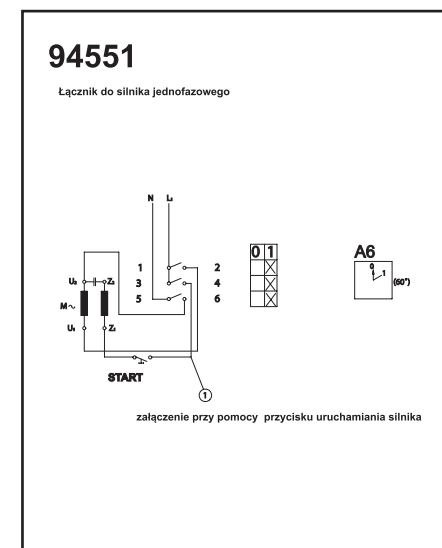 94551
Łącznik do silnika jednofazowego
N L₁
1 2
3 4
5 6
U₂ Z₂
M~
U₁ Z₁
START
0 1
X
X
X
A6
0
1
(60°)
1
załączenie przy pomocy przycisku uruchamiania silnika